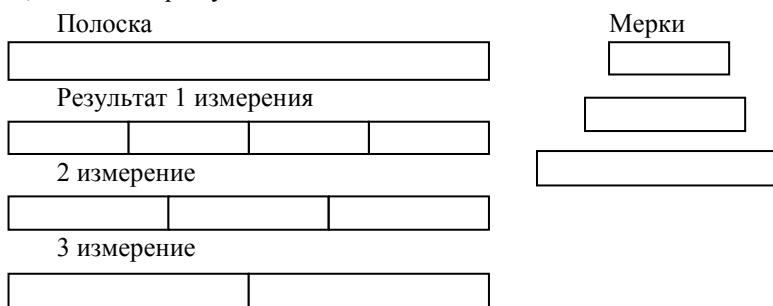 Полоска
Мерки
Результат 1 измерения
2 измерение
3 измерение